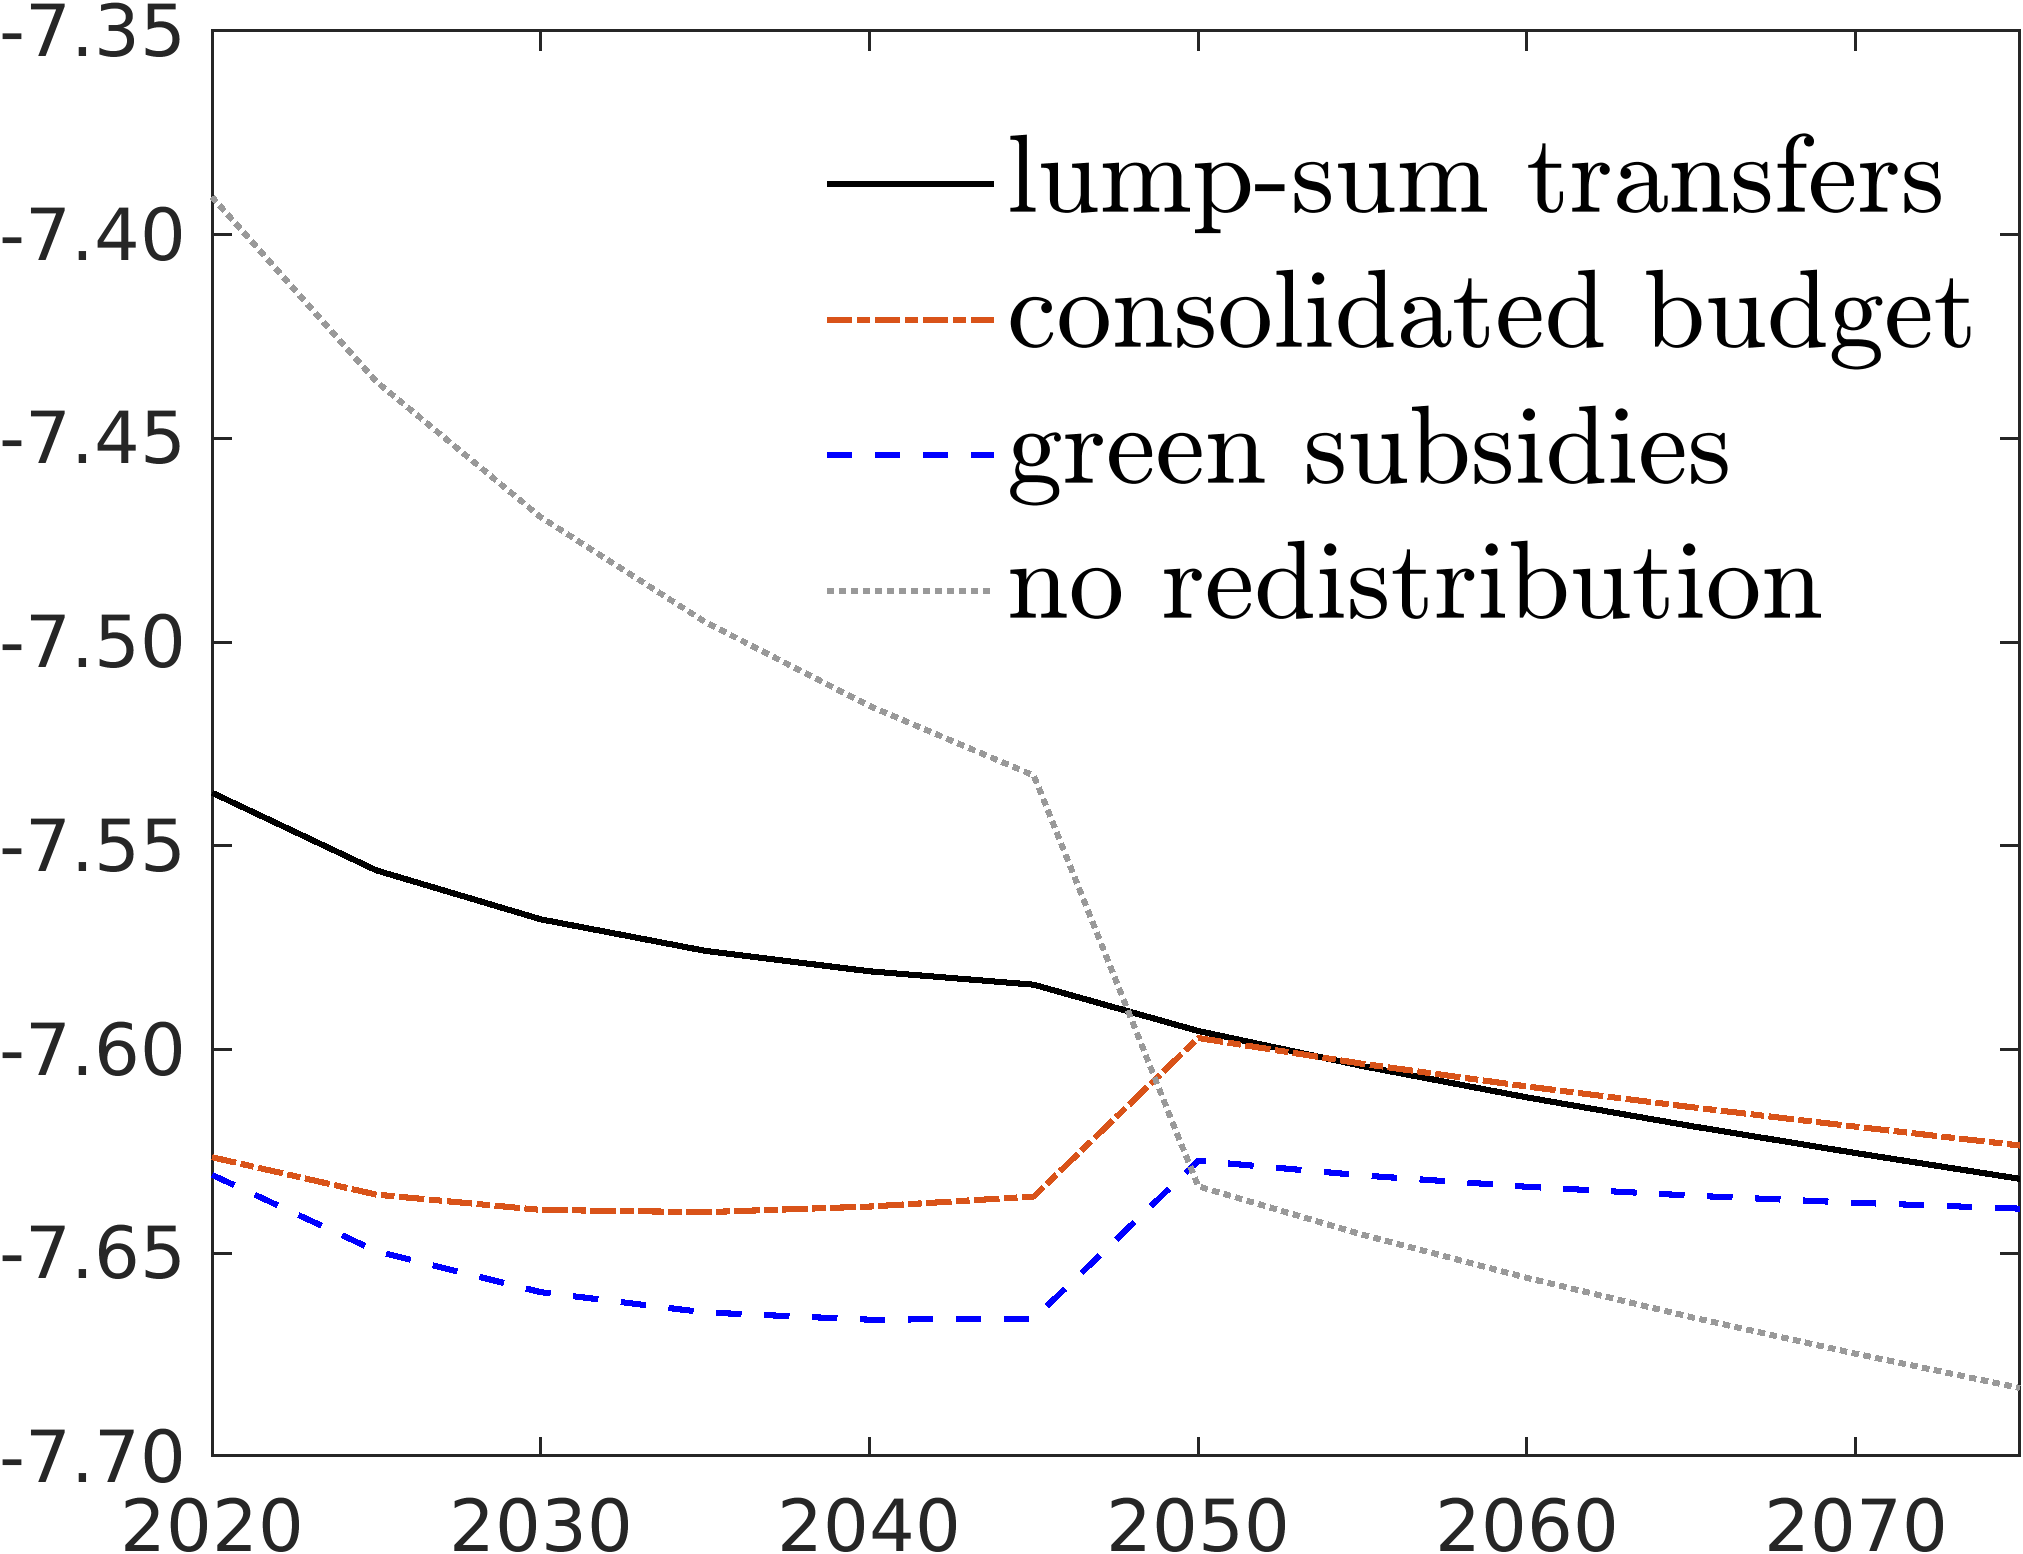 -7.35
-7.40
-7.45
-7.50
-7.55
-7.60
-7.65
-7.70
lump-sum transfers
consolidated budget
green subsidies
no redistribution
2020 2030 2040 2050 2060 2070